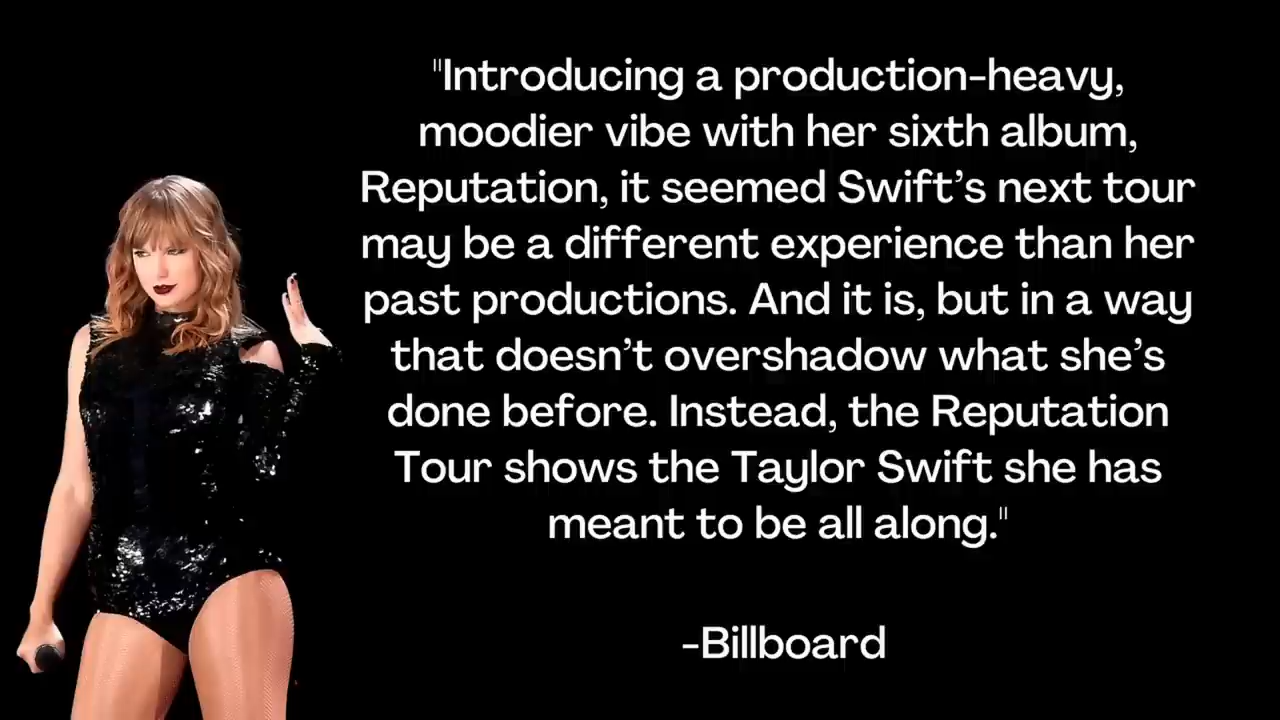 "Introducing a production-heavy,
moodier vibe with her sixth album,
Reputation, it seemed Swift’s next tour
may be a different experience than her
past productions. And it is, but in a way
that doesn’t overshadow what she’s
done before. Instead, the Reputation
Tour shows the Taylor Swift she has
meant to be all along."
-Billboard